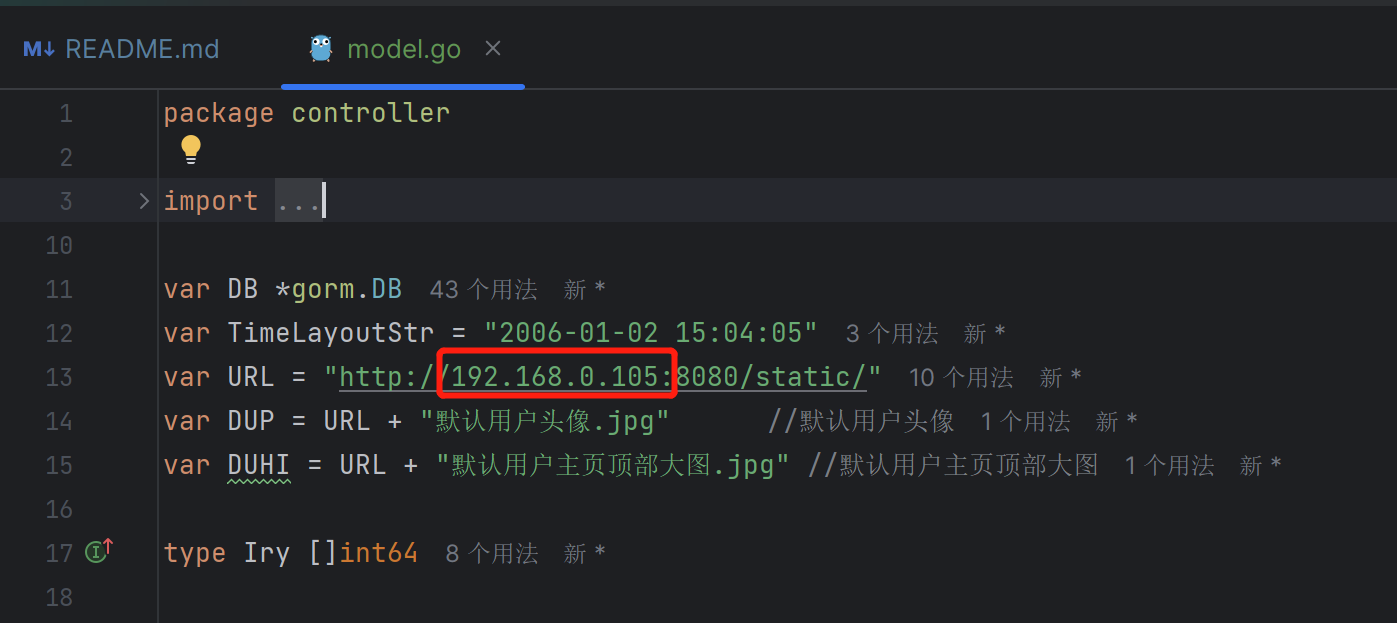 M↓ README.md model.go
1 package controller
2
3 import ...
10
11 var DB *gorm.DB 43 个用法 新 *
12 var TimeLayoutStr = "2006-01-02 15:04:05" 3 个用法 新 *
13 var URL = "http://192.168.0.105:8080/static/" 10 个用法 新 *
14 var DUP = URL + "默认用户头像.jpg" //默认用户头像 1 个用法 新 *
15 var DUHI = URL + "默认用户主页顶部大图.jpg" //默认用户主页顶部大图 1 个用法 新 *
16
17 I type Iry []int64 8 个用法 新 *
18